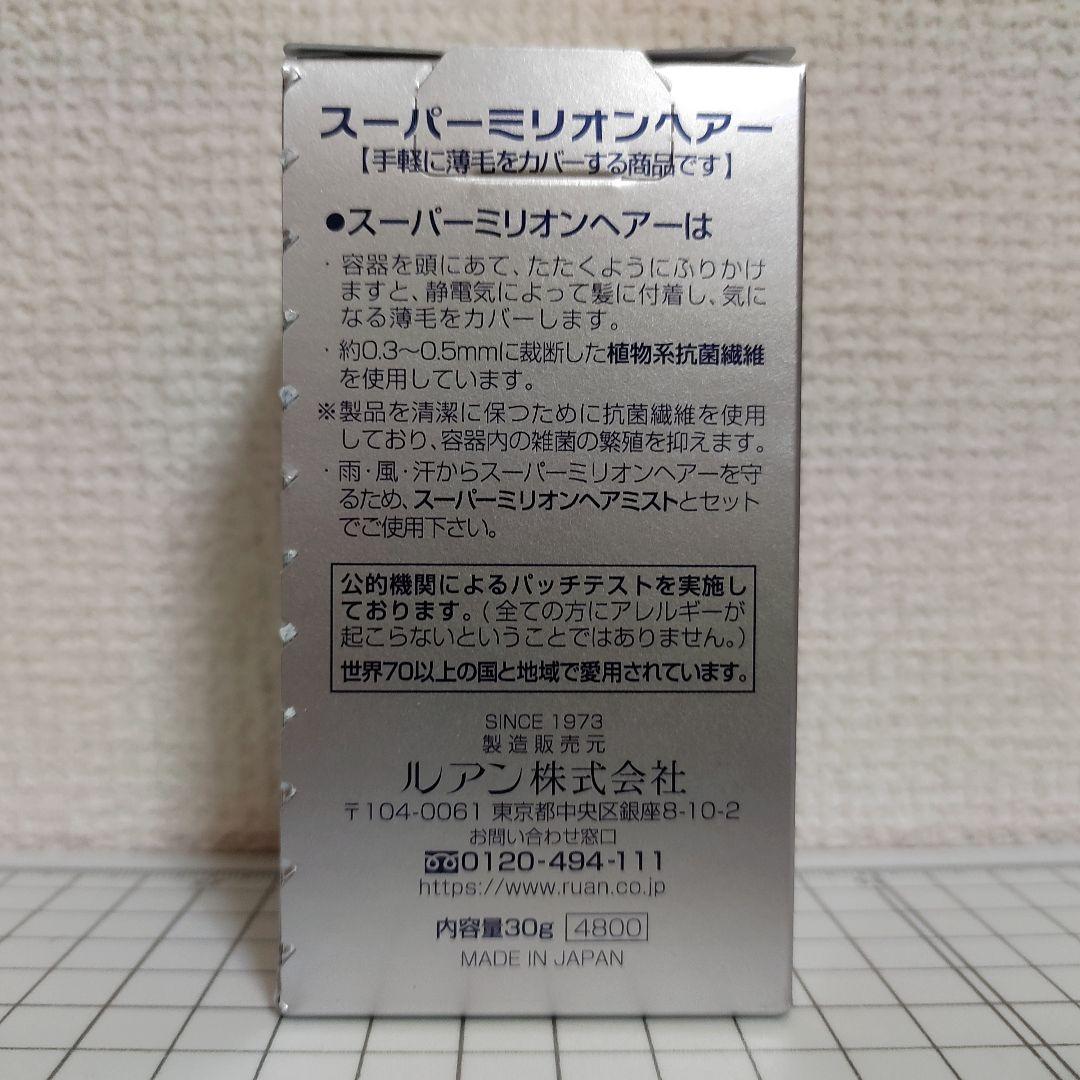 スーパーミリオンヘアー
【手軽に薄毛をカバーする商品です】
●スーパーミリオンヘアーは
・容器を頭にあて、たたくようにふりかけ
ますと、静電気によって髪に付着し、気に
なる薄毛をカバーします。
・約0.3〜0.5mmに裁断した植物系抗菌繊維
を使用しています。
※製品を清潔に保つために抗菌繊維を使用
しており、容器内の雑菌の繁殖を抑えます。
・雨・風・汗からスーパーミリオンヘアーを守
るため、スーパーミリオンヘアミストとセット
でご使用下さい。
公的機関によるパッチテストを実施し
ております。（全ての方にアレルギーが
起こらないということではありません。）
世界70以上の国と地域で愛用されています。
SINCE 1973
製造販売元
ルアン株式会社
〒104-0061 東京都中央区銀座8-10-2
お問い合わせ窓口
0120-494-111
https://www.ruan.co.jp
内容量30g 4800
MADE IN JAPAN